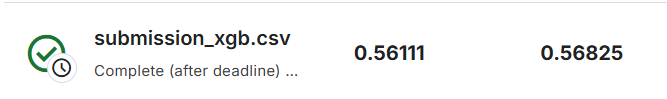 submission_xgb.csv
0.56111 0.56825
Complete (after deadline) ...